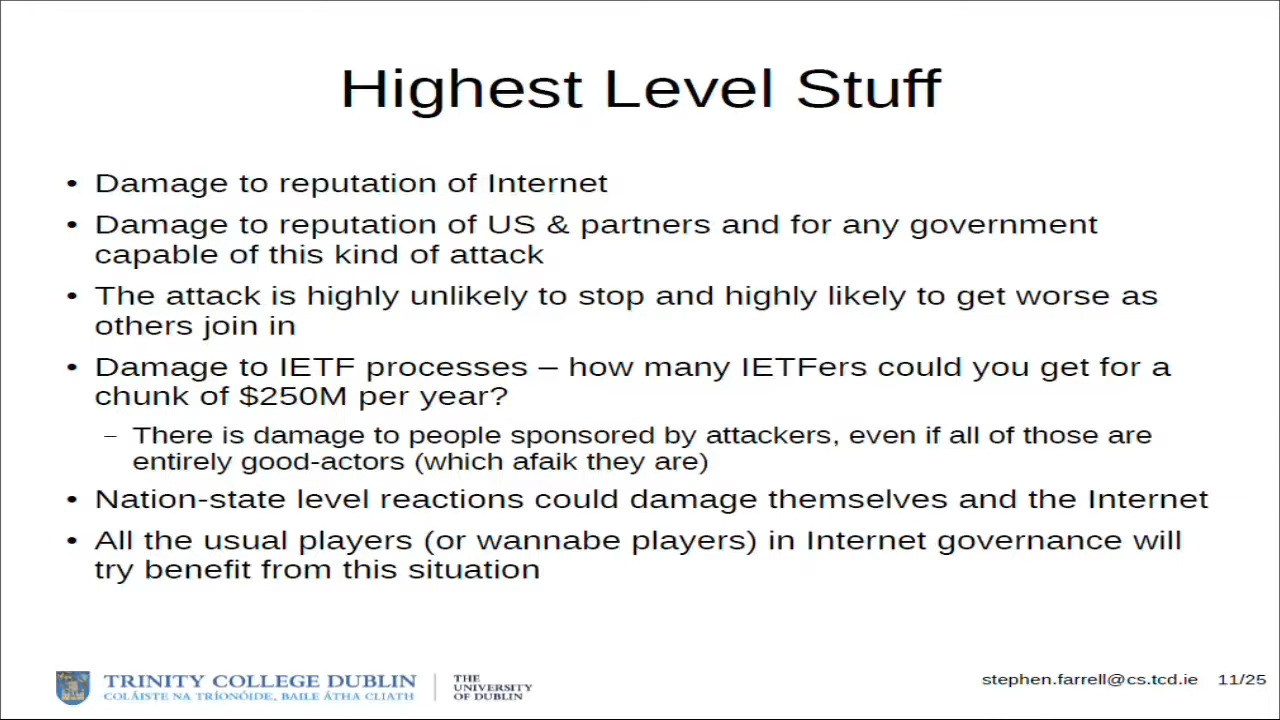 Highest Level Stuff
• Damage to reputation of Internet
• Damage to reputation of US & partners and for any government
capable of this kind of attack
• The attack is highly unlikely to stop and highly likely to get worse as
others join in
• Damage to IETF processes – how many IETFers could you get for a
chunk of $250M per year?
– There is damage to people sponsored by attackers, even if all of those are
entirely good-actors (which afaik they are)
• Nation-state level reactions could damage themselves and the Internet
• All the usual players (or wannabe players) in Internet governance will
try benefit from this situation
TRINITY COLLEGE DUBLIN
COLÁISTE NA TRÍONÓIDE, BAILE ÁTHA CLIATH
THE
UNIVERSITY
OF DUBLIN
stephen.farrell@cs.tcd.ie 11/25